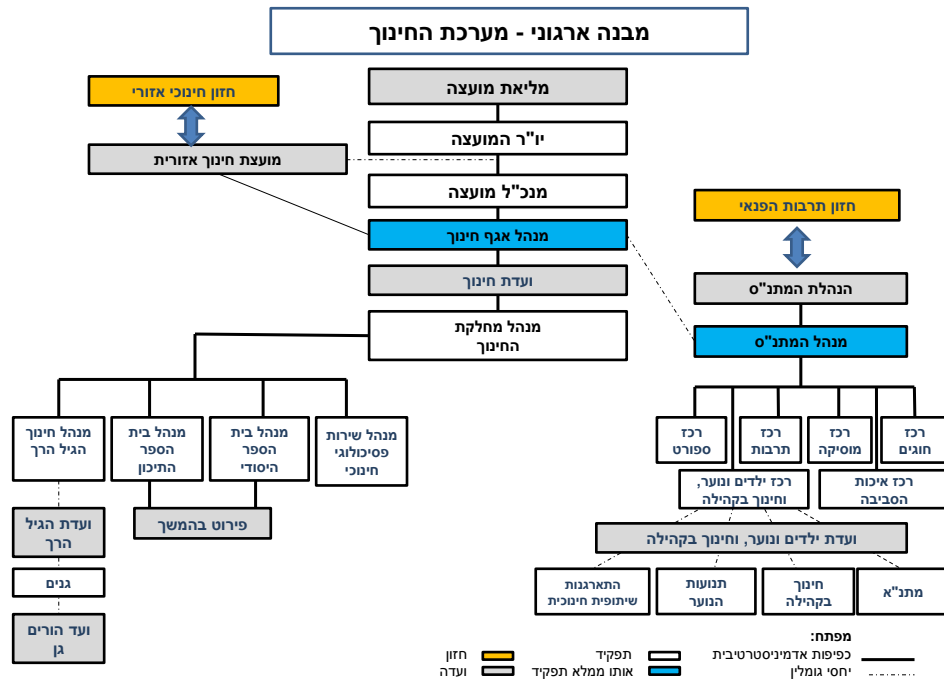 מבנה ארגוני - מערכת החינוך
חזון חינוכי אזורי
מליאת מועצה
יו"ר המועצה
מועצת חינוך אזורית
מנכ"ל מועצה
חזון תרבות הפנאי
מנהל אגף חינוך
ועדת חינוך
הנהלת המתנ"ס
מנהל מחלקת
החינוך
מנהל המתנ"ס
מנהל שירות
פסיכולוגי
חינוכי
מנהל בית
הספר
היסודי
מנהל בית
הספר
התיכון
מנהל חינוך
הגיל הרך
רכז
חוגים
רכז
מוסיקה
רכז
תרבות
רכז
ספורט
רכז איכות
הסביבה
רכז ילדים ונוער,
וחינוך בקהילה
פירוט בהמשך
ועדת הגיל
הרך
ועדת ילדים ונוער, וחינוך בקהילה
גנים
מתנ"א
חינוך
בקהילה
תנועות
הנוער
התארגנות
שיתופית חינוכית
ועד הורים
גן
מפתח:
כפיפות אדמיניסטרטיבית
תפקיד
חזון
יחסי גומלין
אותו ממלא תפקיד
ועדה